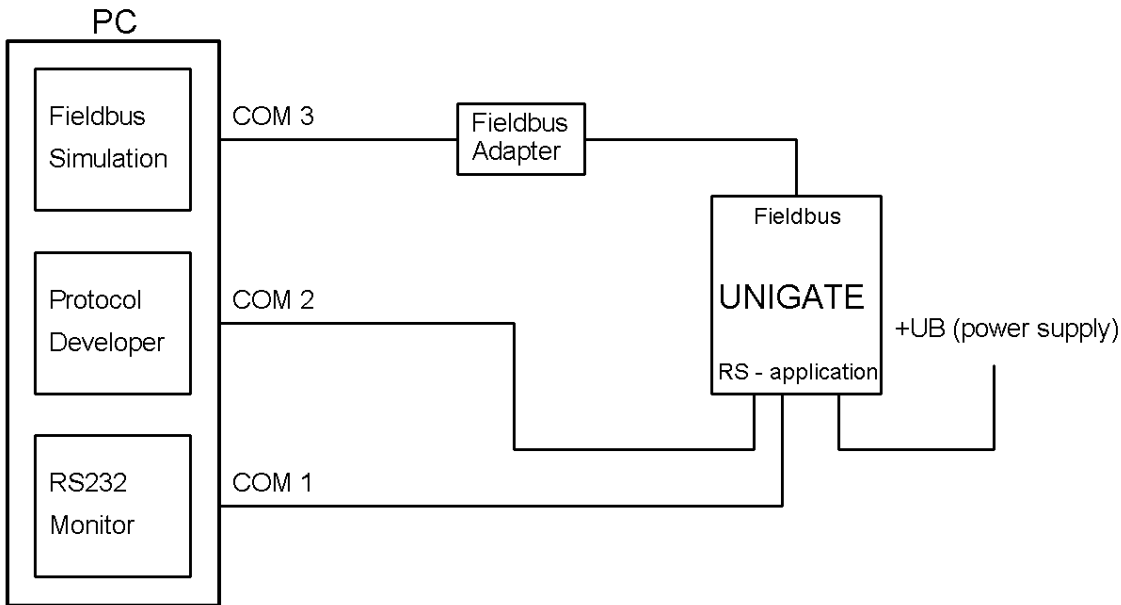 PC
Fieldbus
Simulation
COM 3
Fieldbus
Adapter
Fieldbus
UNIGATE
RS - application
+UB (power supply)
Protocol
Developer
COM 2
RS232
Monitor
COM 1